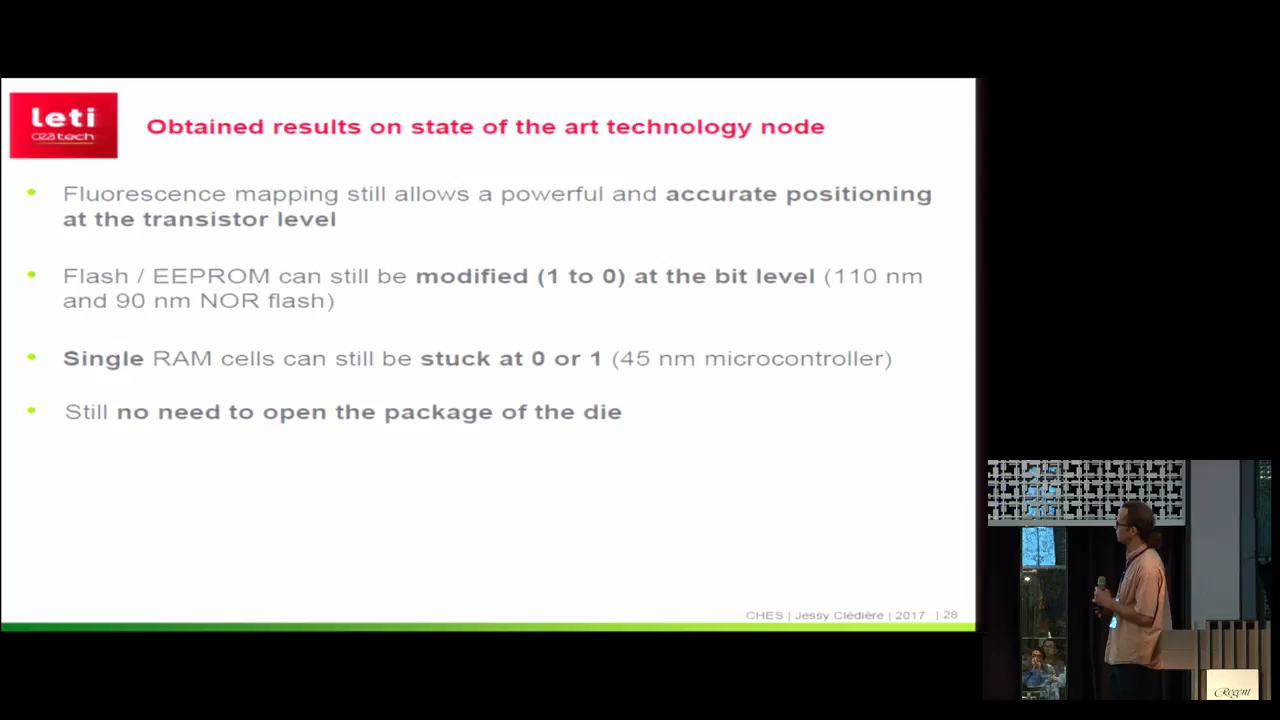 leti
ceatech
Obtained results on state of the art technology node
Fluorescence mapping still allows a powerful and accurate positioning
at the transistor level
Flash / EEPROM can still be modified (1 to 0) at the bit level (110 nm
and 90 nm NOR flash)
Single RAM cells can still be stuck at 0 or 1 (45 nm microcontroller)
Still no need to open the package of the die
CHES | Jessy Clédière | 2017 | 28
Regent